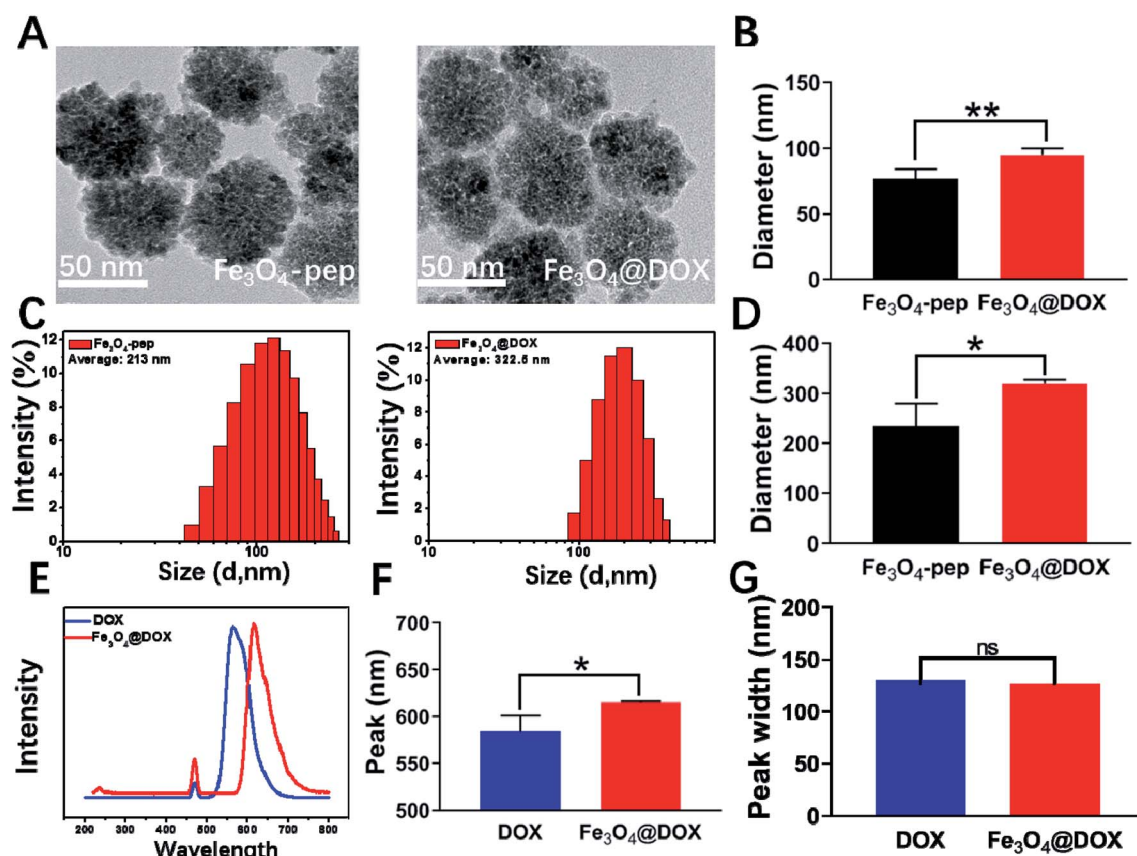 A
50 nm
Fe₃O₄-pep
50 nm
Fe₃O₄@DOX
B
Diameter (nm)
150
100
50
0
**
Fe₃O₄-pep Fe₃O₄@DOX
C
Intensity (%)
12
10
8
6
4
2
0
Fe₃O₄-pep
Average: 213 nm
10 100
Size (d,nm)
Intensity (%)
12
10
8
6
4
2
0
Fe₃O₄@DOX
Average: 322.6 nm
10 100
Size (d,nm)
D
Diameter (nm)
400
300
200
100
0
*
Fe₃O₄-pep Fe₃O₄@DOX
E
Intensity
DOX
Fe₃O₄@DOX
200 300 400 500 600 700 800
Wavelength
F
Peak (nm)
700
650
600
550
500
*
DOX Fe₃O₄@DOX
G
Peak width (nm)
200
150
100
50
0
ns
DOX Fe₃O₄@DOX